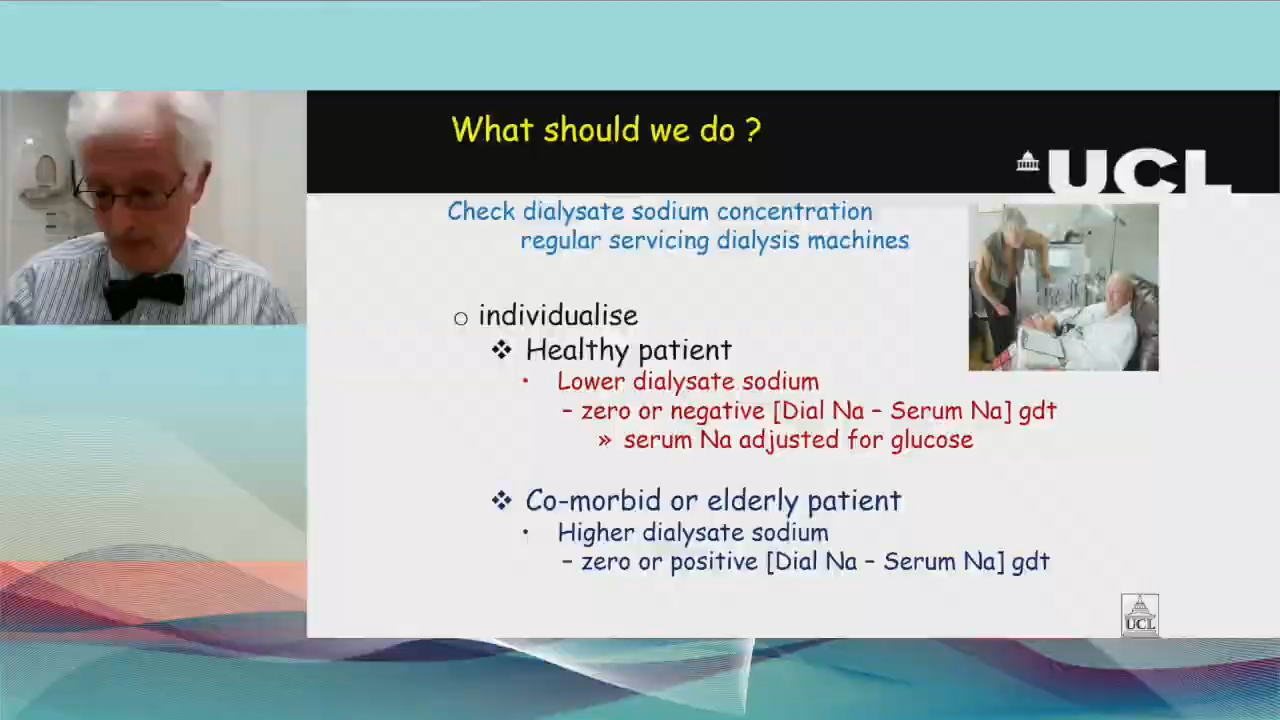 What should we do ?
UCL
Check dialysate sodium concentration
regular servicing dialysis machines
o individualise
❖ Healthy patient
• Lower dialysate sodium
– zero or negative [Dial Na – Serum Na] gdt
» serum Na adjusted for glucose
❖ Co-morbid or elderly patient
• Higher dialysate sodium
– zero or positive [Dial Na – Serum Na] gdt
UCL